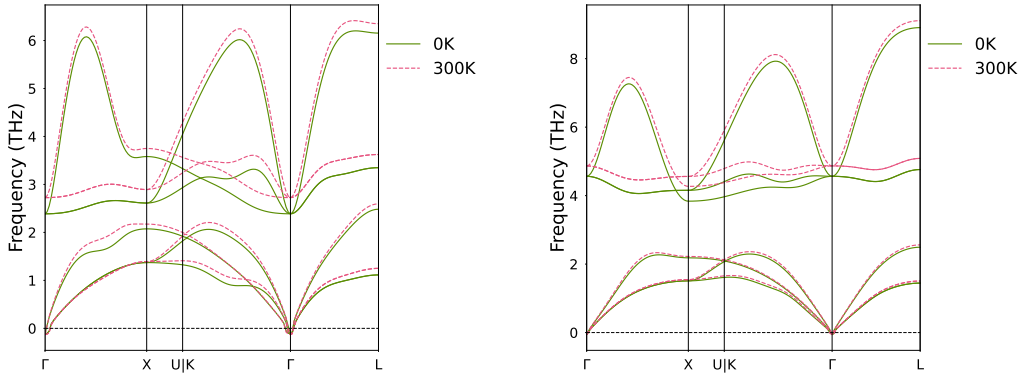 Frequency (THz)
6
5
4
3
2
1
0
Γ X U|K Γ L
0K
300K
Frequency (THz)
8
6
4
2
0
Γ X U|K Γ L
0K
300K